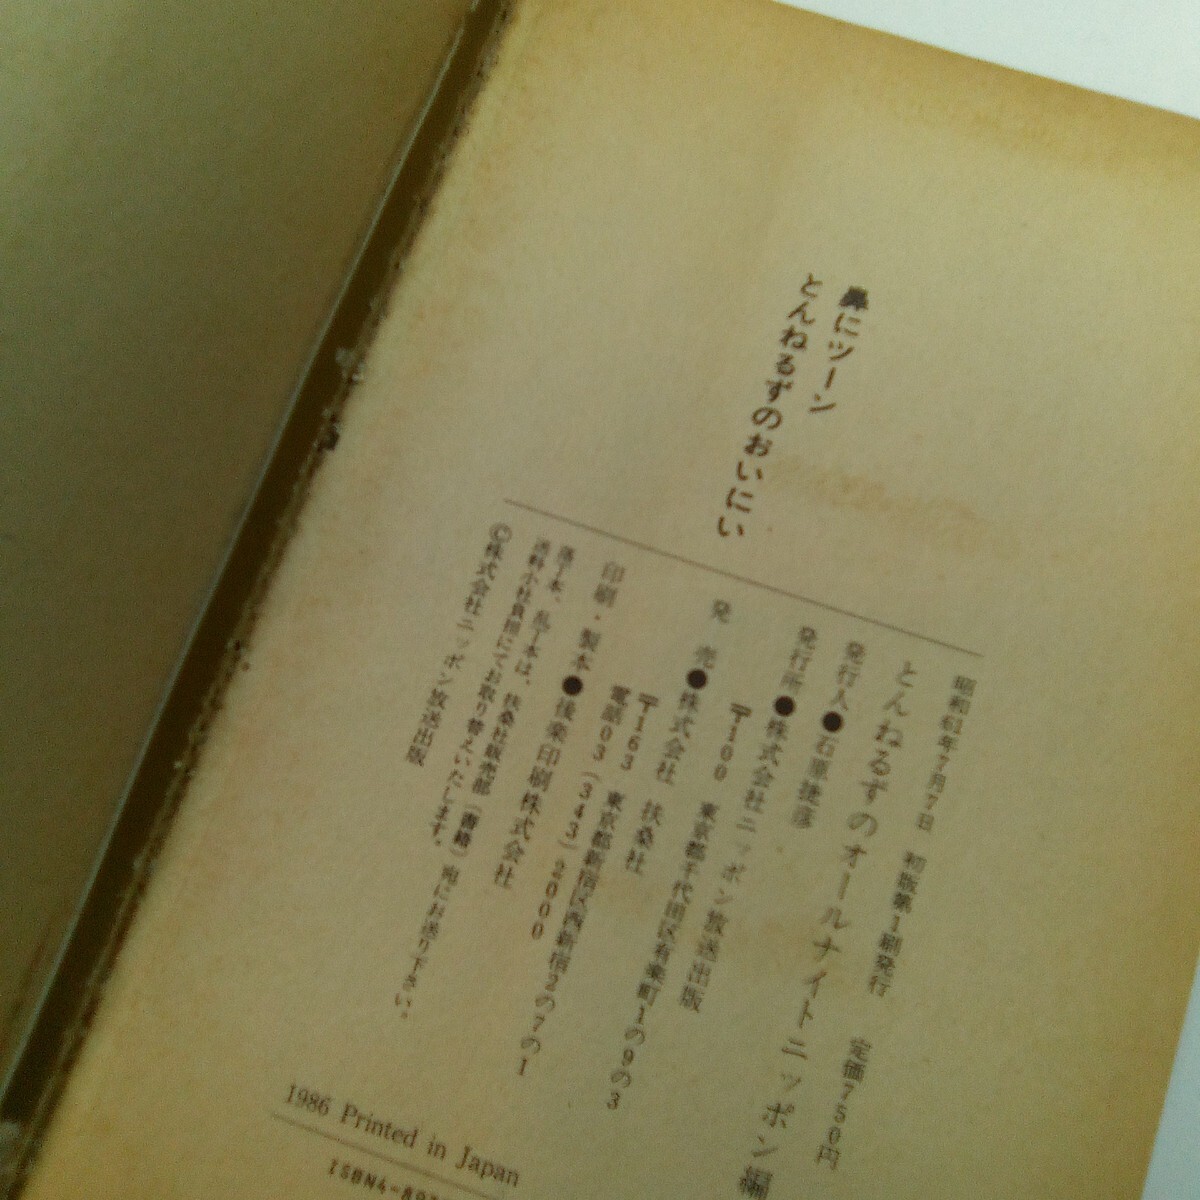 鼻にツーン
とんねるずのおいにい
昭和61年7月7日 初版第1刷発行 定価750円
とんねるずのオールナイトニッポン編
発行人●石原捷彦
発行所●株式会社ニッポン放送出版
〒100 東京都千代田区有楽町1の9の3
発 売●株式会社 扶桑社
〒163 東京都新宿区西新宿2の7の1
電話03(343)2000
印刷・製本●後楽印刷株式会社
落丁本、乱丁本は、扶桑社販売部(書籍)宛にお送り下さい。
送料小社負担にてお取り替えいたします。
©株式会社ニッポン放送出版
1986 Printed in Japan
ISBN4-89